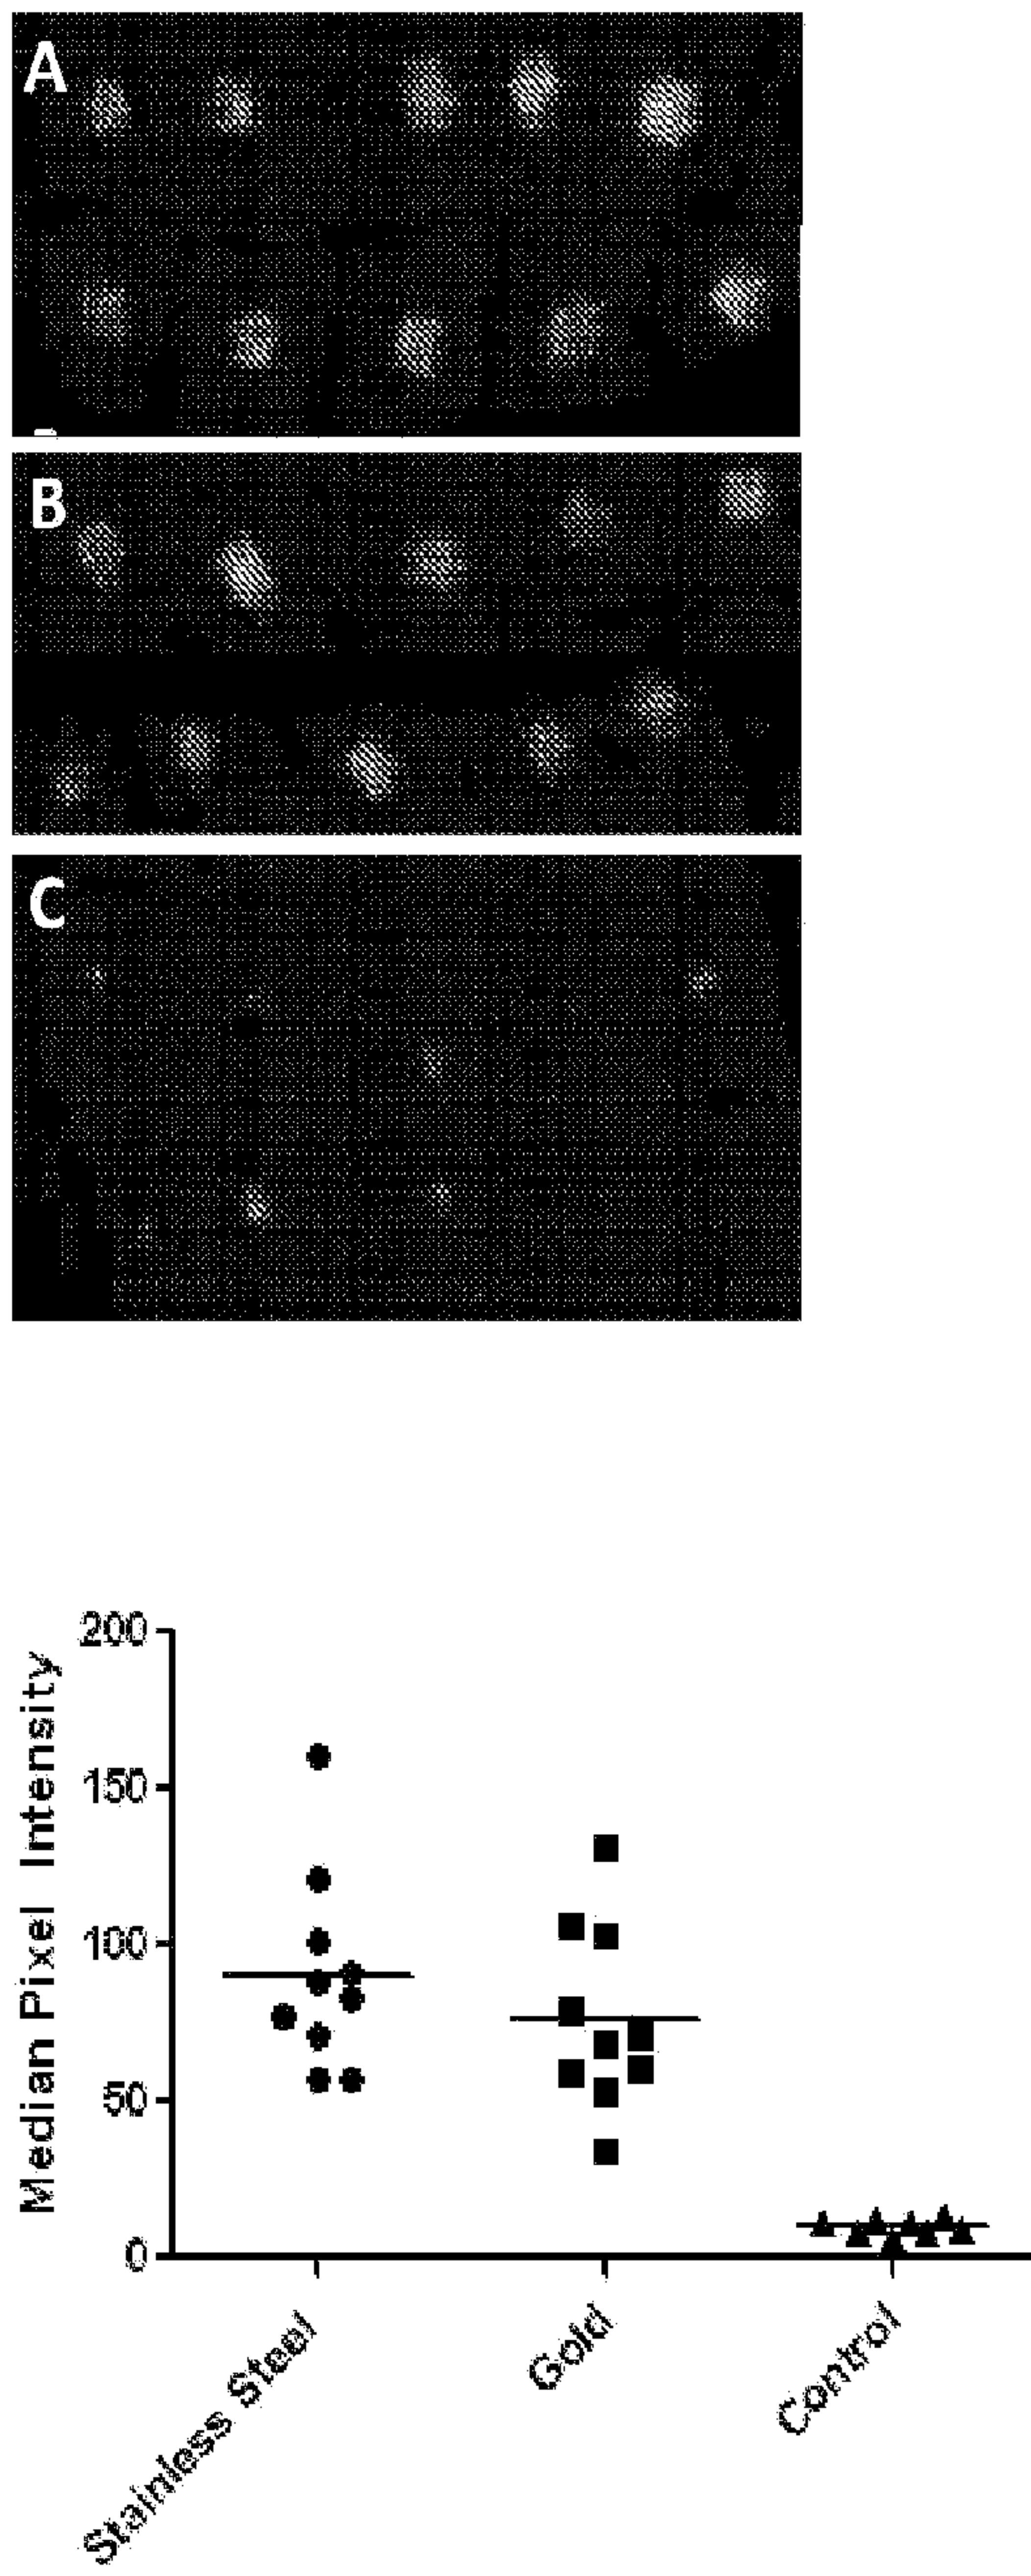 A
B
C
200
150
100
50
0
Median Pixel Intensity
Stainless Steel
Gold
Control